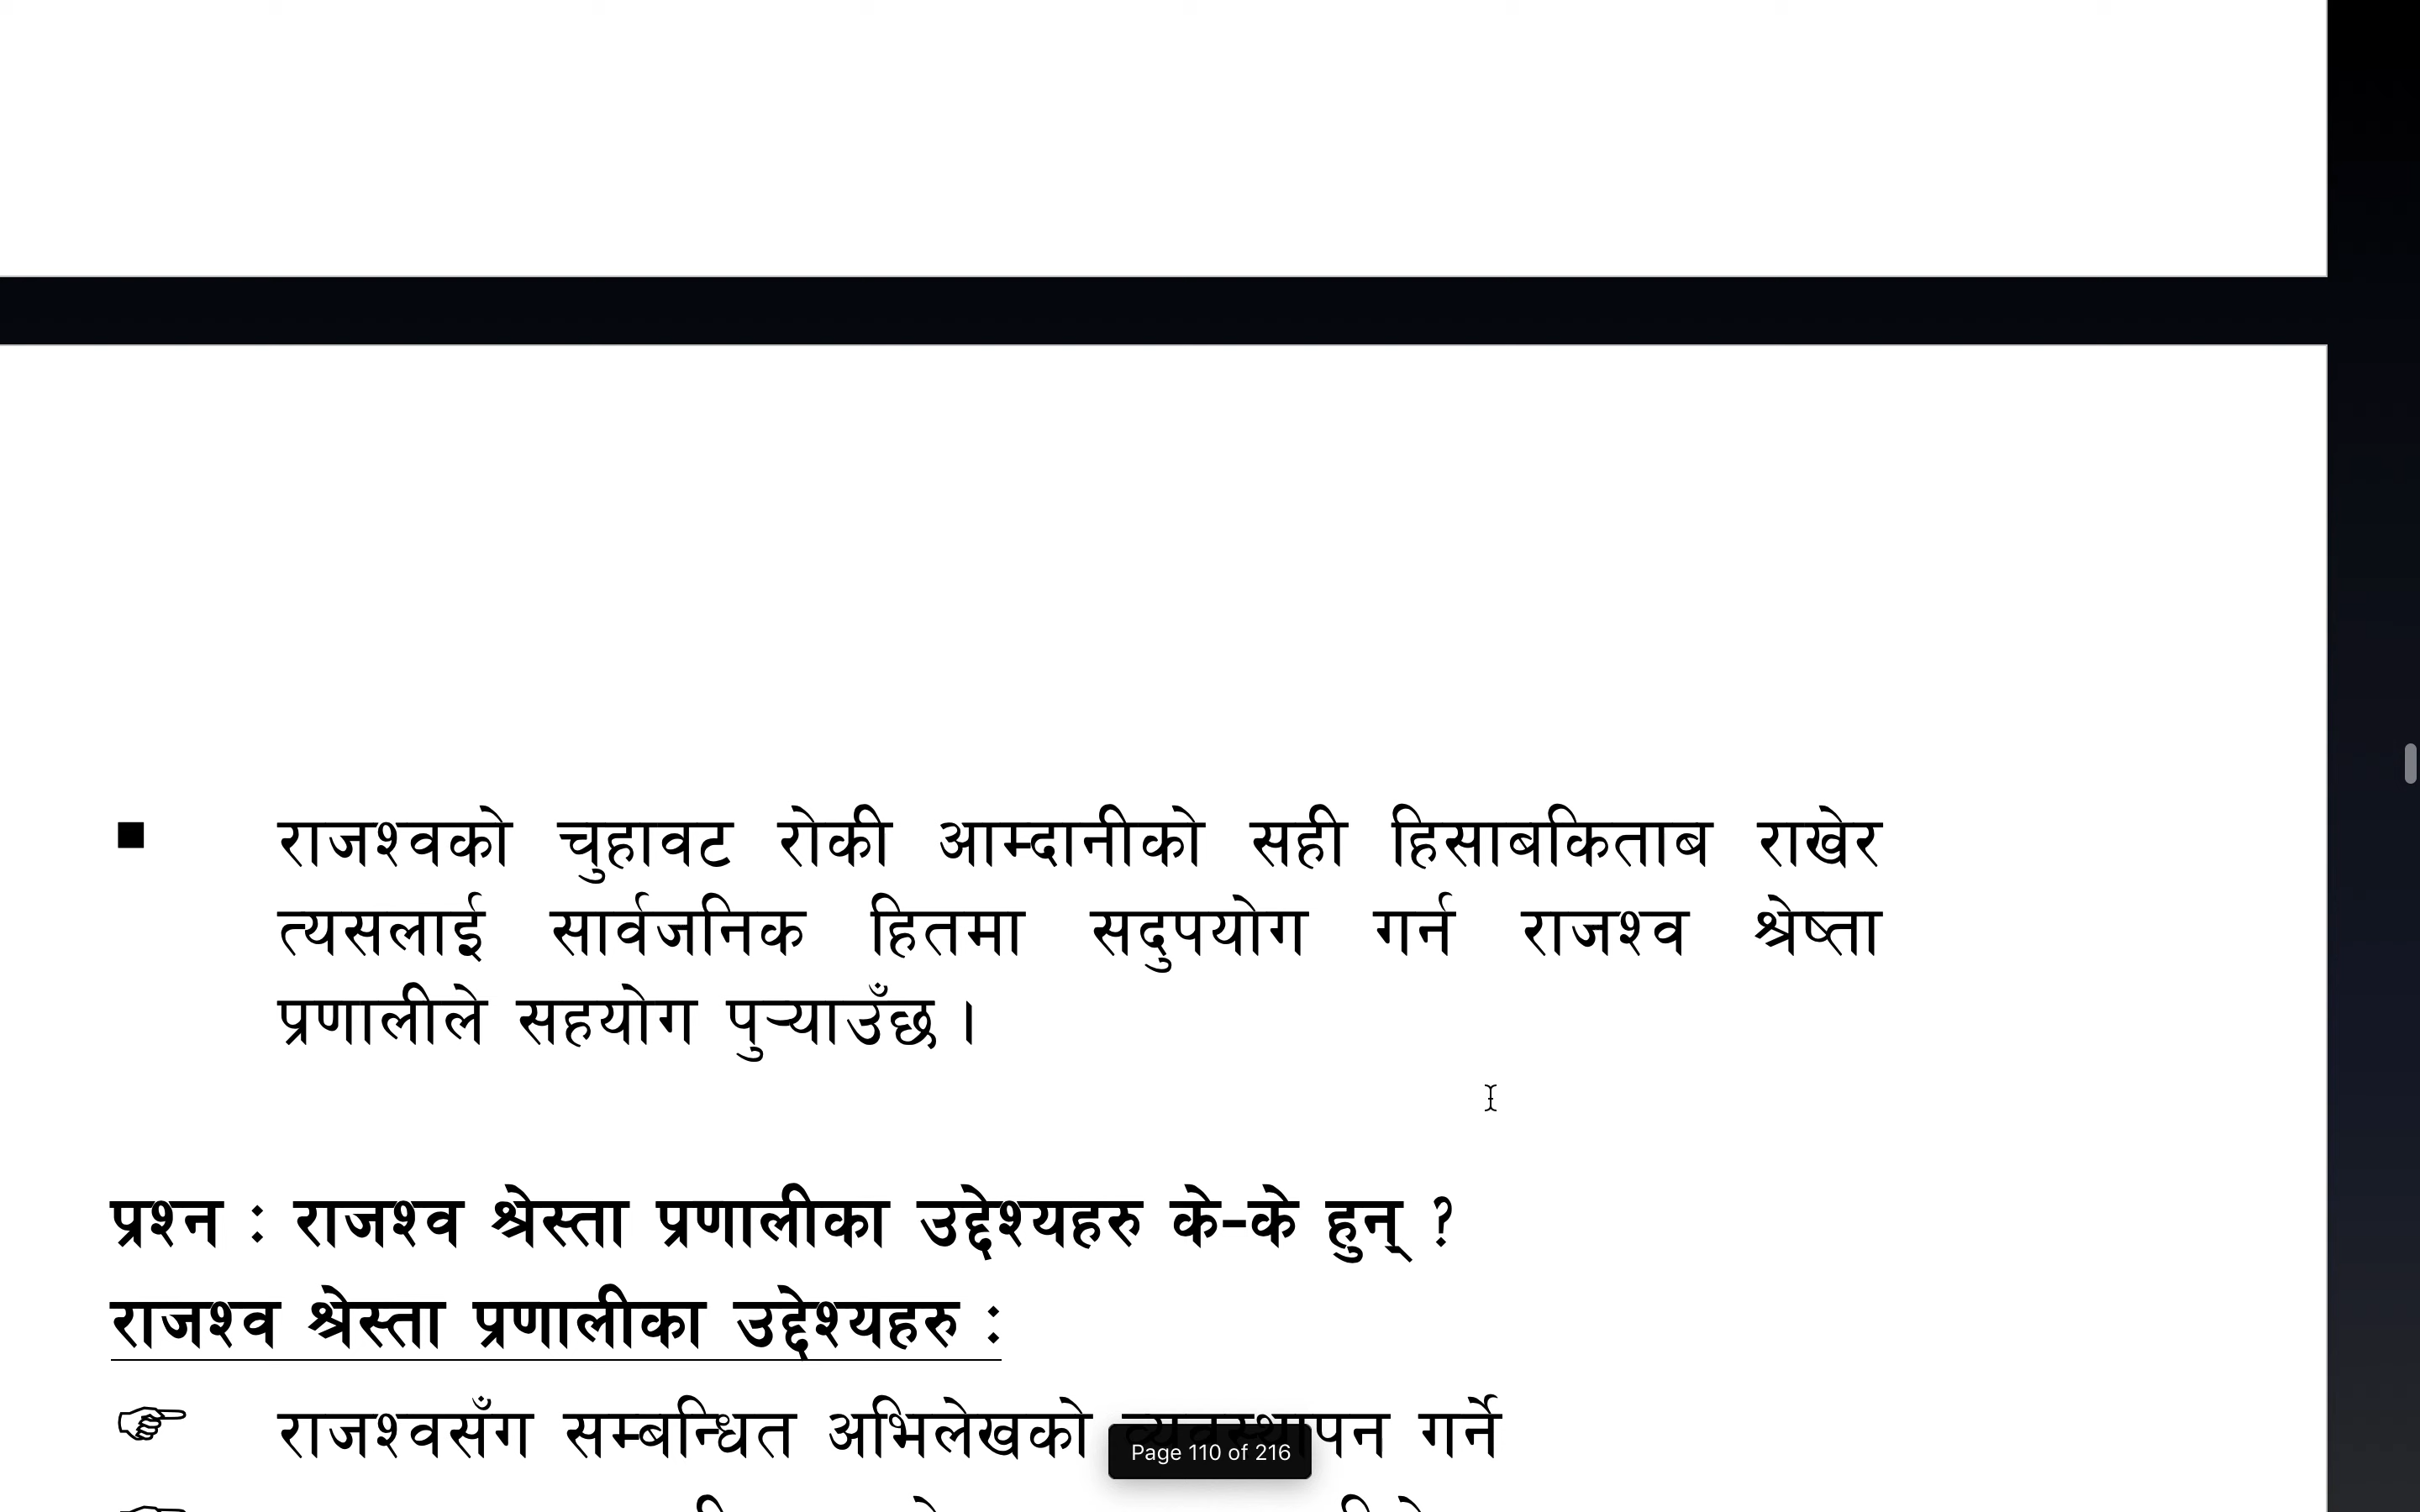 ■ राजश्वको चुहावट रोकी आम्दानीको सही हिसाबकिताब राखेर
त्यसलाई सार्वजनिक हितमा सदुपयोग गर्न राजश्व श्रेष्ता
प्रणालीले सहयोग पुऱ्याउँछ ।
प्रश्न : राजश्व श्रेस्ता प्रणालीका उद्देश्यहरु के-के हुन् ?
राजश्व श्रेस्ता प्रणालीका उद्देश्यहरु :
☞ राजश्वसँग सम्बन्धित अभिलेखको व्यवस्थापन गर्ने
Page 110 of 216